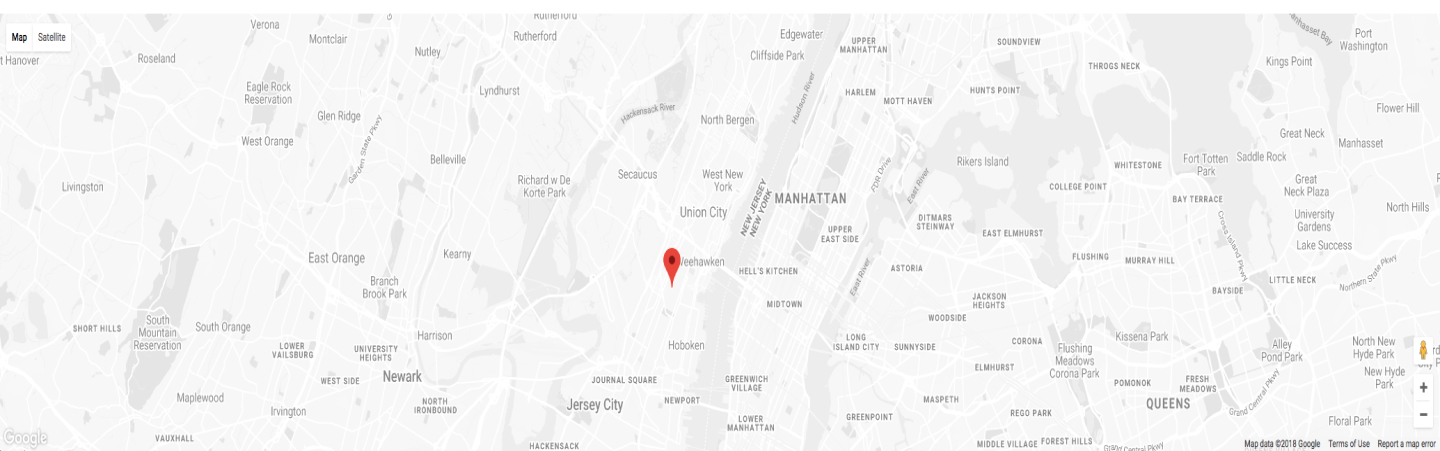 Rutherford
Verona
Montclair
Map Satellite
t Hanover
Roseland
Nutley
Rutherford
Edgewater
Cliffside Park
UPPER
MANHATTAN
SOUNDVIEW
Manhasset Bay
Port
Washington
Kings Point
THROGS NECK
Eagle Rock
Reservation
Lyndhurst
HARLEM
MOTT HAVEN
HUNTS POINT
Hudson River
Hackensack River
Glen Ridge
North Bergen
Flower Hill
West Orange
Garden State Pkwy
Great Neck
Manhasset
Belleville
Secaucus
West New
York
Richard w De
Korte Park
FDR Drive
East River
Rikers Island
WHITESTONE
Fort Totten
Park
Saddle Rock
Livingston
NEW JERSEY
NEW YORK
MANHATTAN
COLLEGE POINT
BAY TERRACE
Great
Neck Plaza
Union City
DITMARS
STEINWAY
University
Gardens
North Hills
UPPER
EAST SIDE
EAST ELMHURST
Cross Island Pkwy
Lake Success
East Orange
Kearny
eehawken
HELL'S KITCHEN
East River
ASTORIA
FLUSHING
MURRAY HILL
LITTLE NECK
Northern State Pkwy
Branch
Brook Park
BAYSIDE
MIDTOWN
JACKSON
HEIGHTS
WOODSIDE
SHORT HILLS
South
Mountain
Reservation
South Orange
Harrison
Hoboken
LONG
ISLAND CITY
SUNNYSIDE
CORONA
Kissena Park
LOWER
VAILSBURG
UNIVERSITY
HEIGHTS
Flushing
Meadows
Corona Park
Alley
Pond Park
North New
Hyde Park
ELMHURST
WEST SIDE
Newark
JOURNAL SQUARE
GREENWICH
VILLAGE
POMONOK
FRESH
MEADOWS
New Hyde
Park
Maplewood
NORTH
IRONBOUND
Jersey City
NEWPORT
MASPETH
QUEENS
Grand Central Pkwy
Irvington
LOWER
MANHATTAN
GREENPOINT
REGO PARK
Floral Park
VAUXHALL
Google
HACKENSACK
MIDDLE VILLAGE
FOREST HILLS
Grand Central Pkwy
Map data ©2018 Google Terms of Use Report a map error